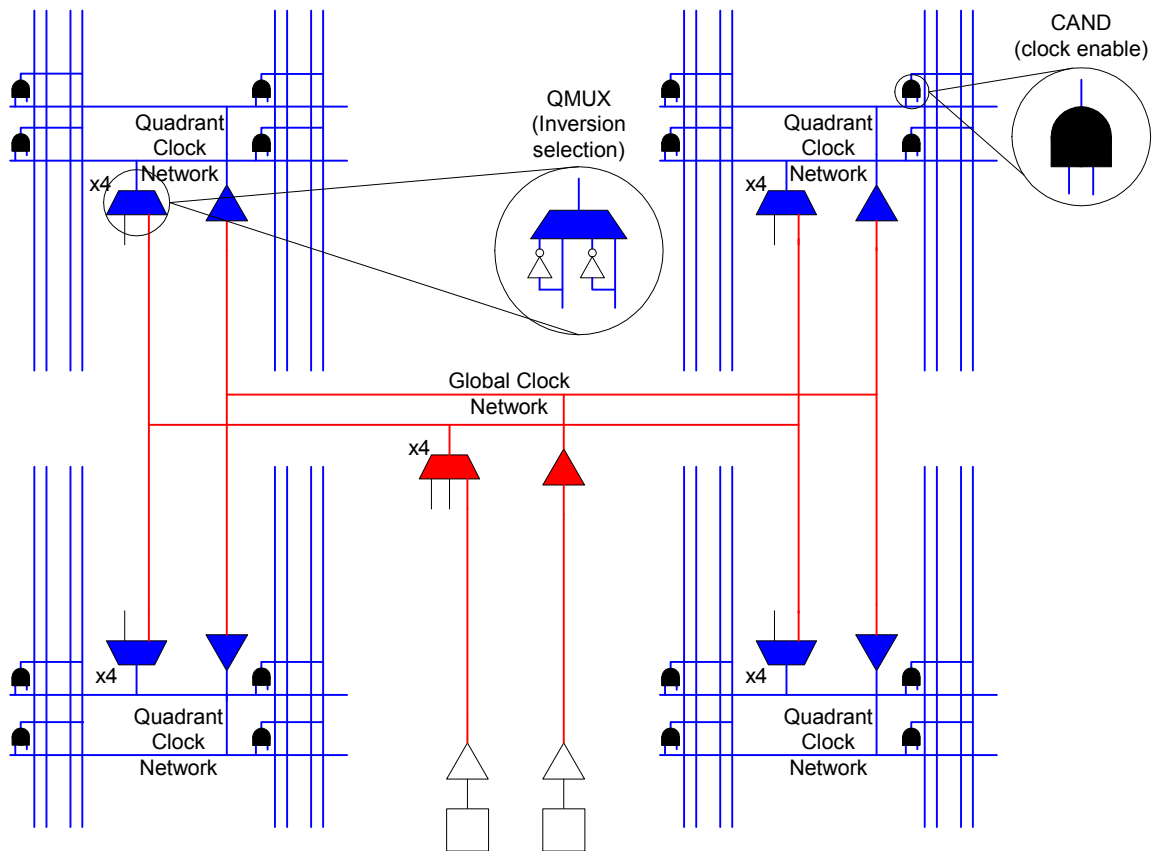 CAND
(clock enable)
QMUX
(Inversion
selection)
Quadrant
Clock
Network
x4
Quadrant
Clock
Network
x4
Global Clock
Network
x4
x4
Quadrant
Clock
Network
x4
Quadrant
Clock
Network